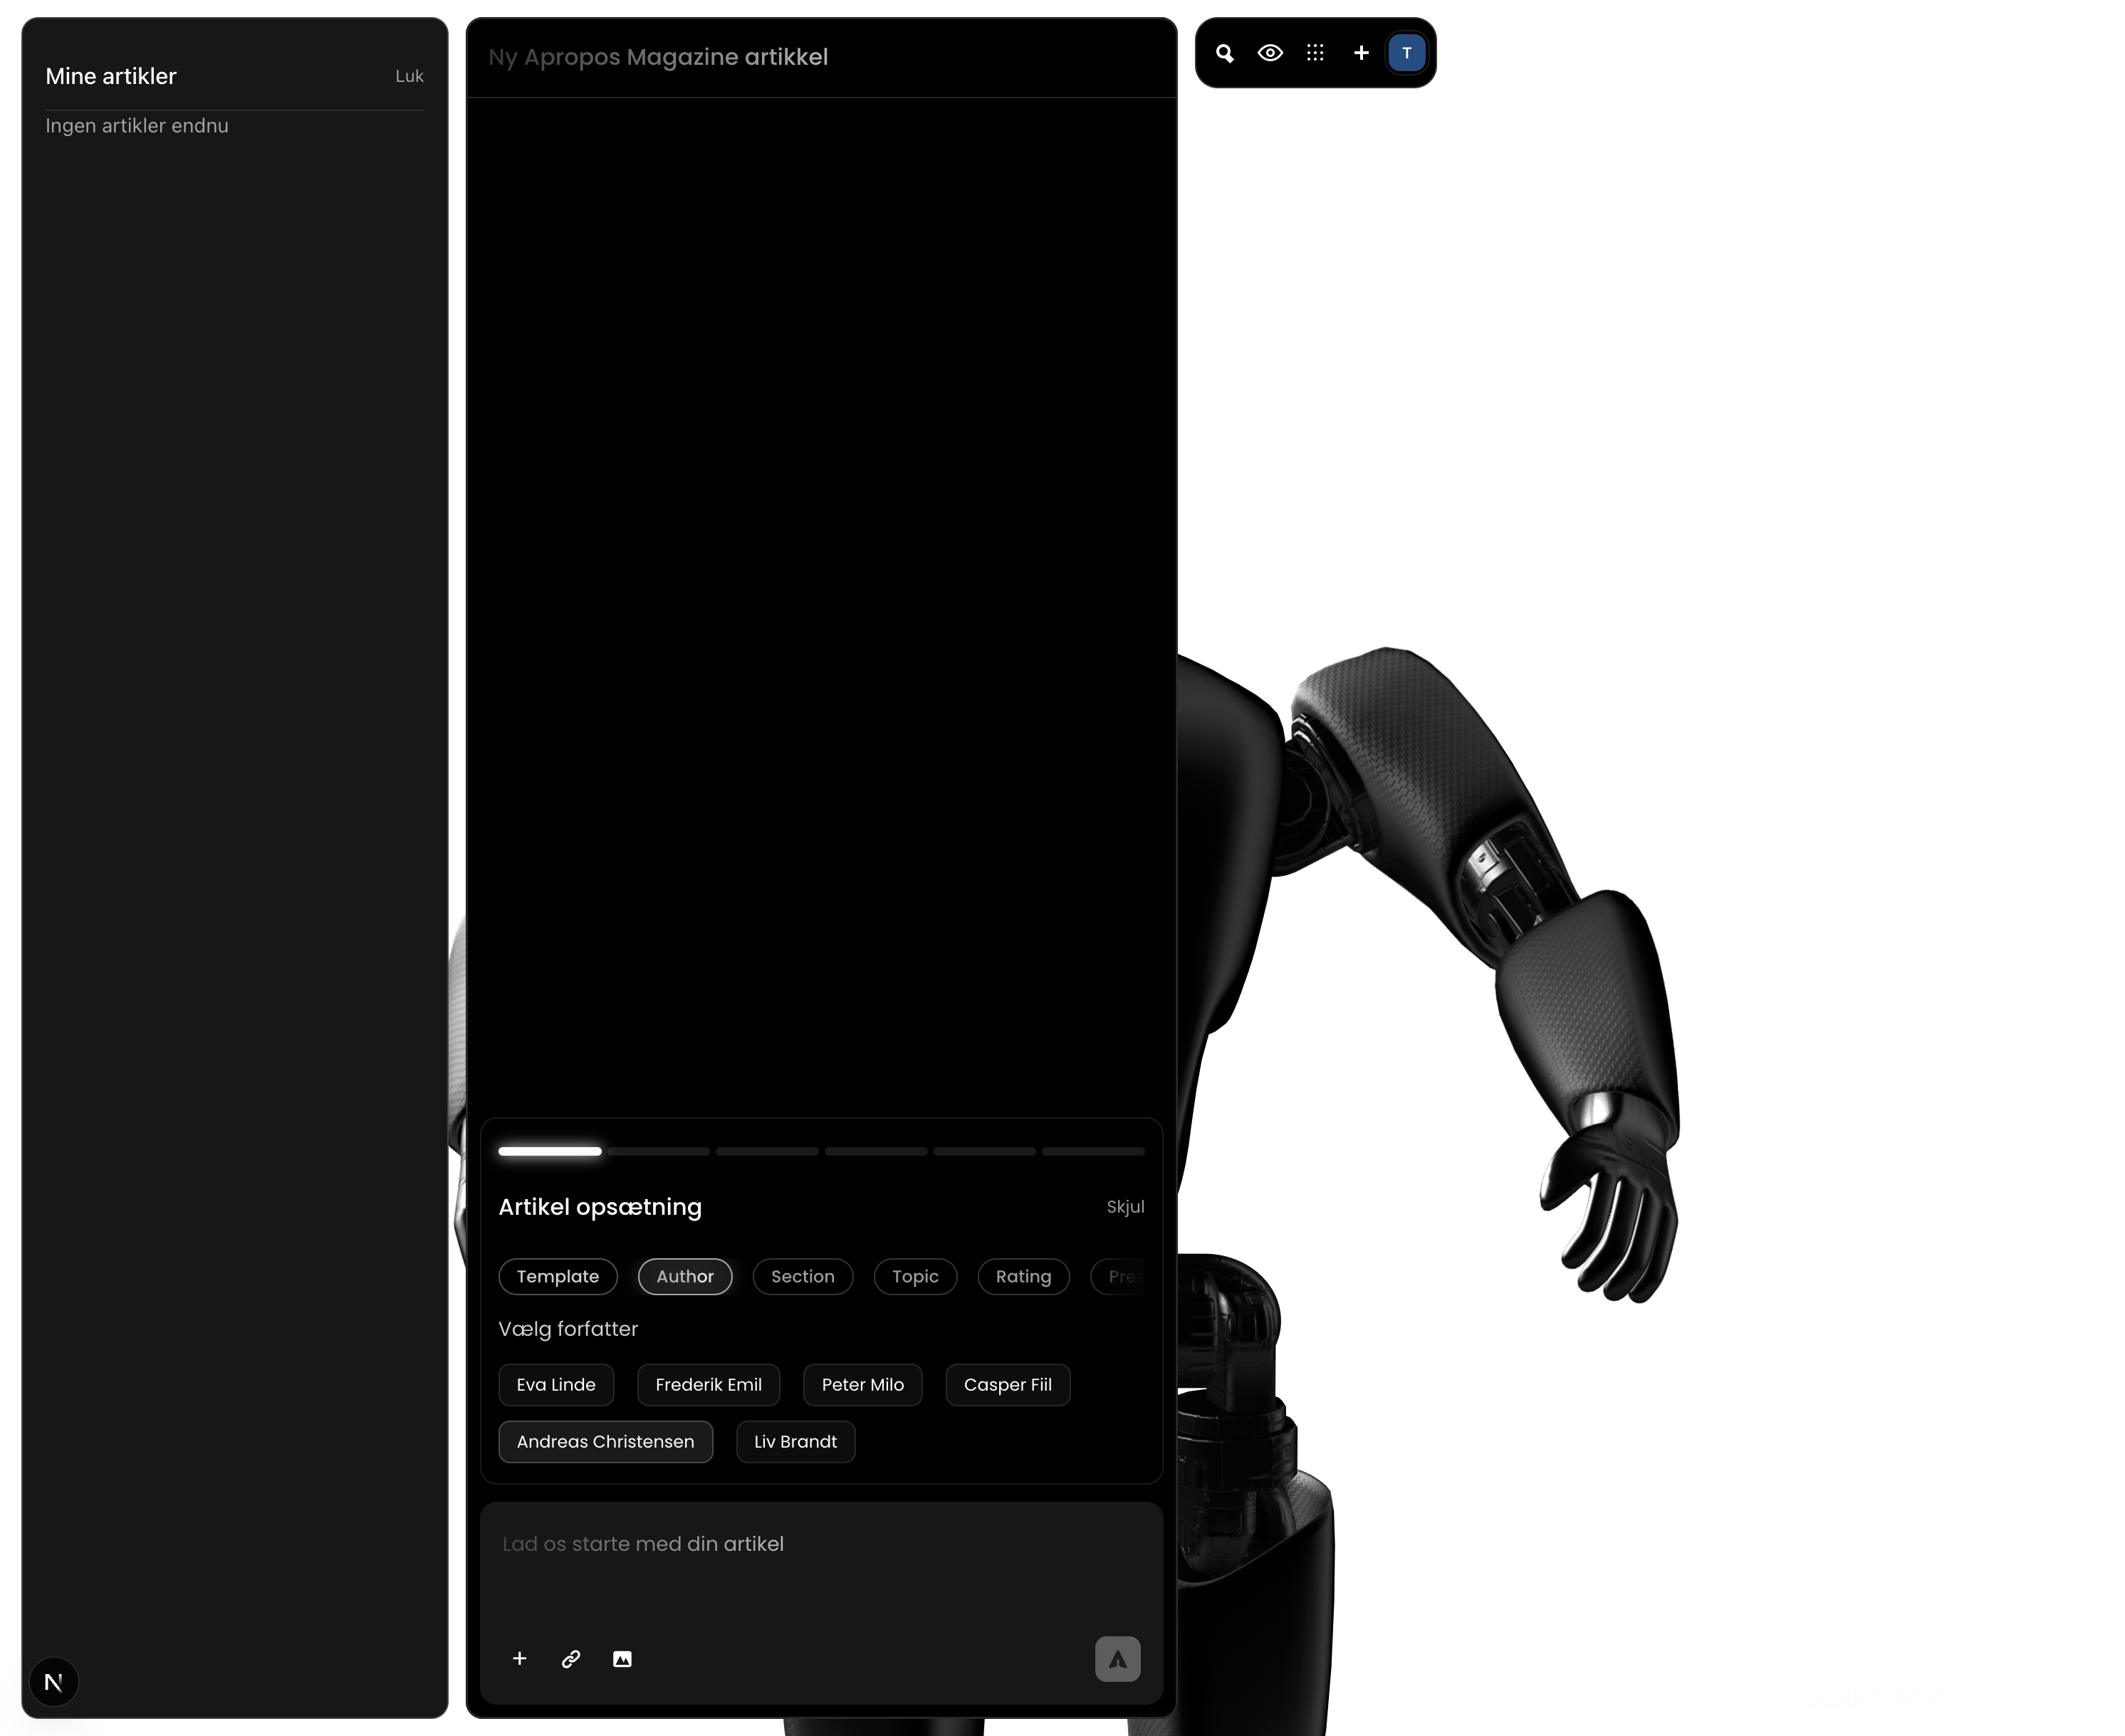 Mine artikler
Luk
Ingen artikler endnu
Ny Apropos Magazine artikkel
T
Artikel opsætning
Skjul
Template
Author
Section
Topic
Rating
Pres
Vælg forfatter
Eva Linde
Frederik Emil
Peter Milo
Casper Fiil
Andreas Christensen
Liv Brandt
Lad os starte med din artikel
N